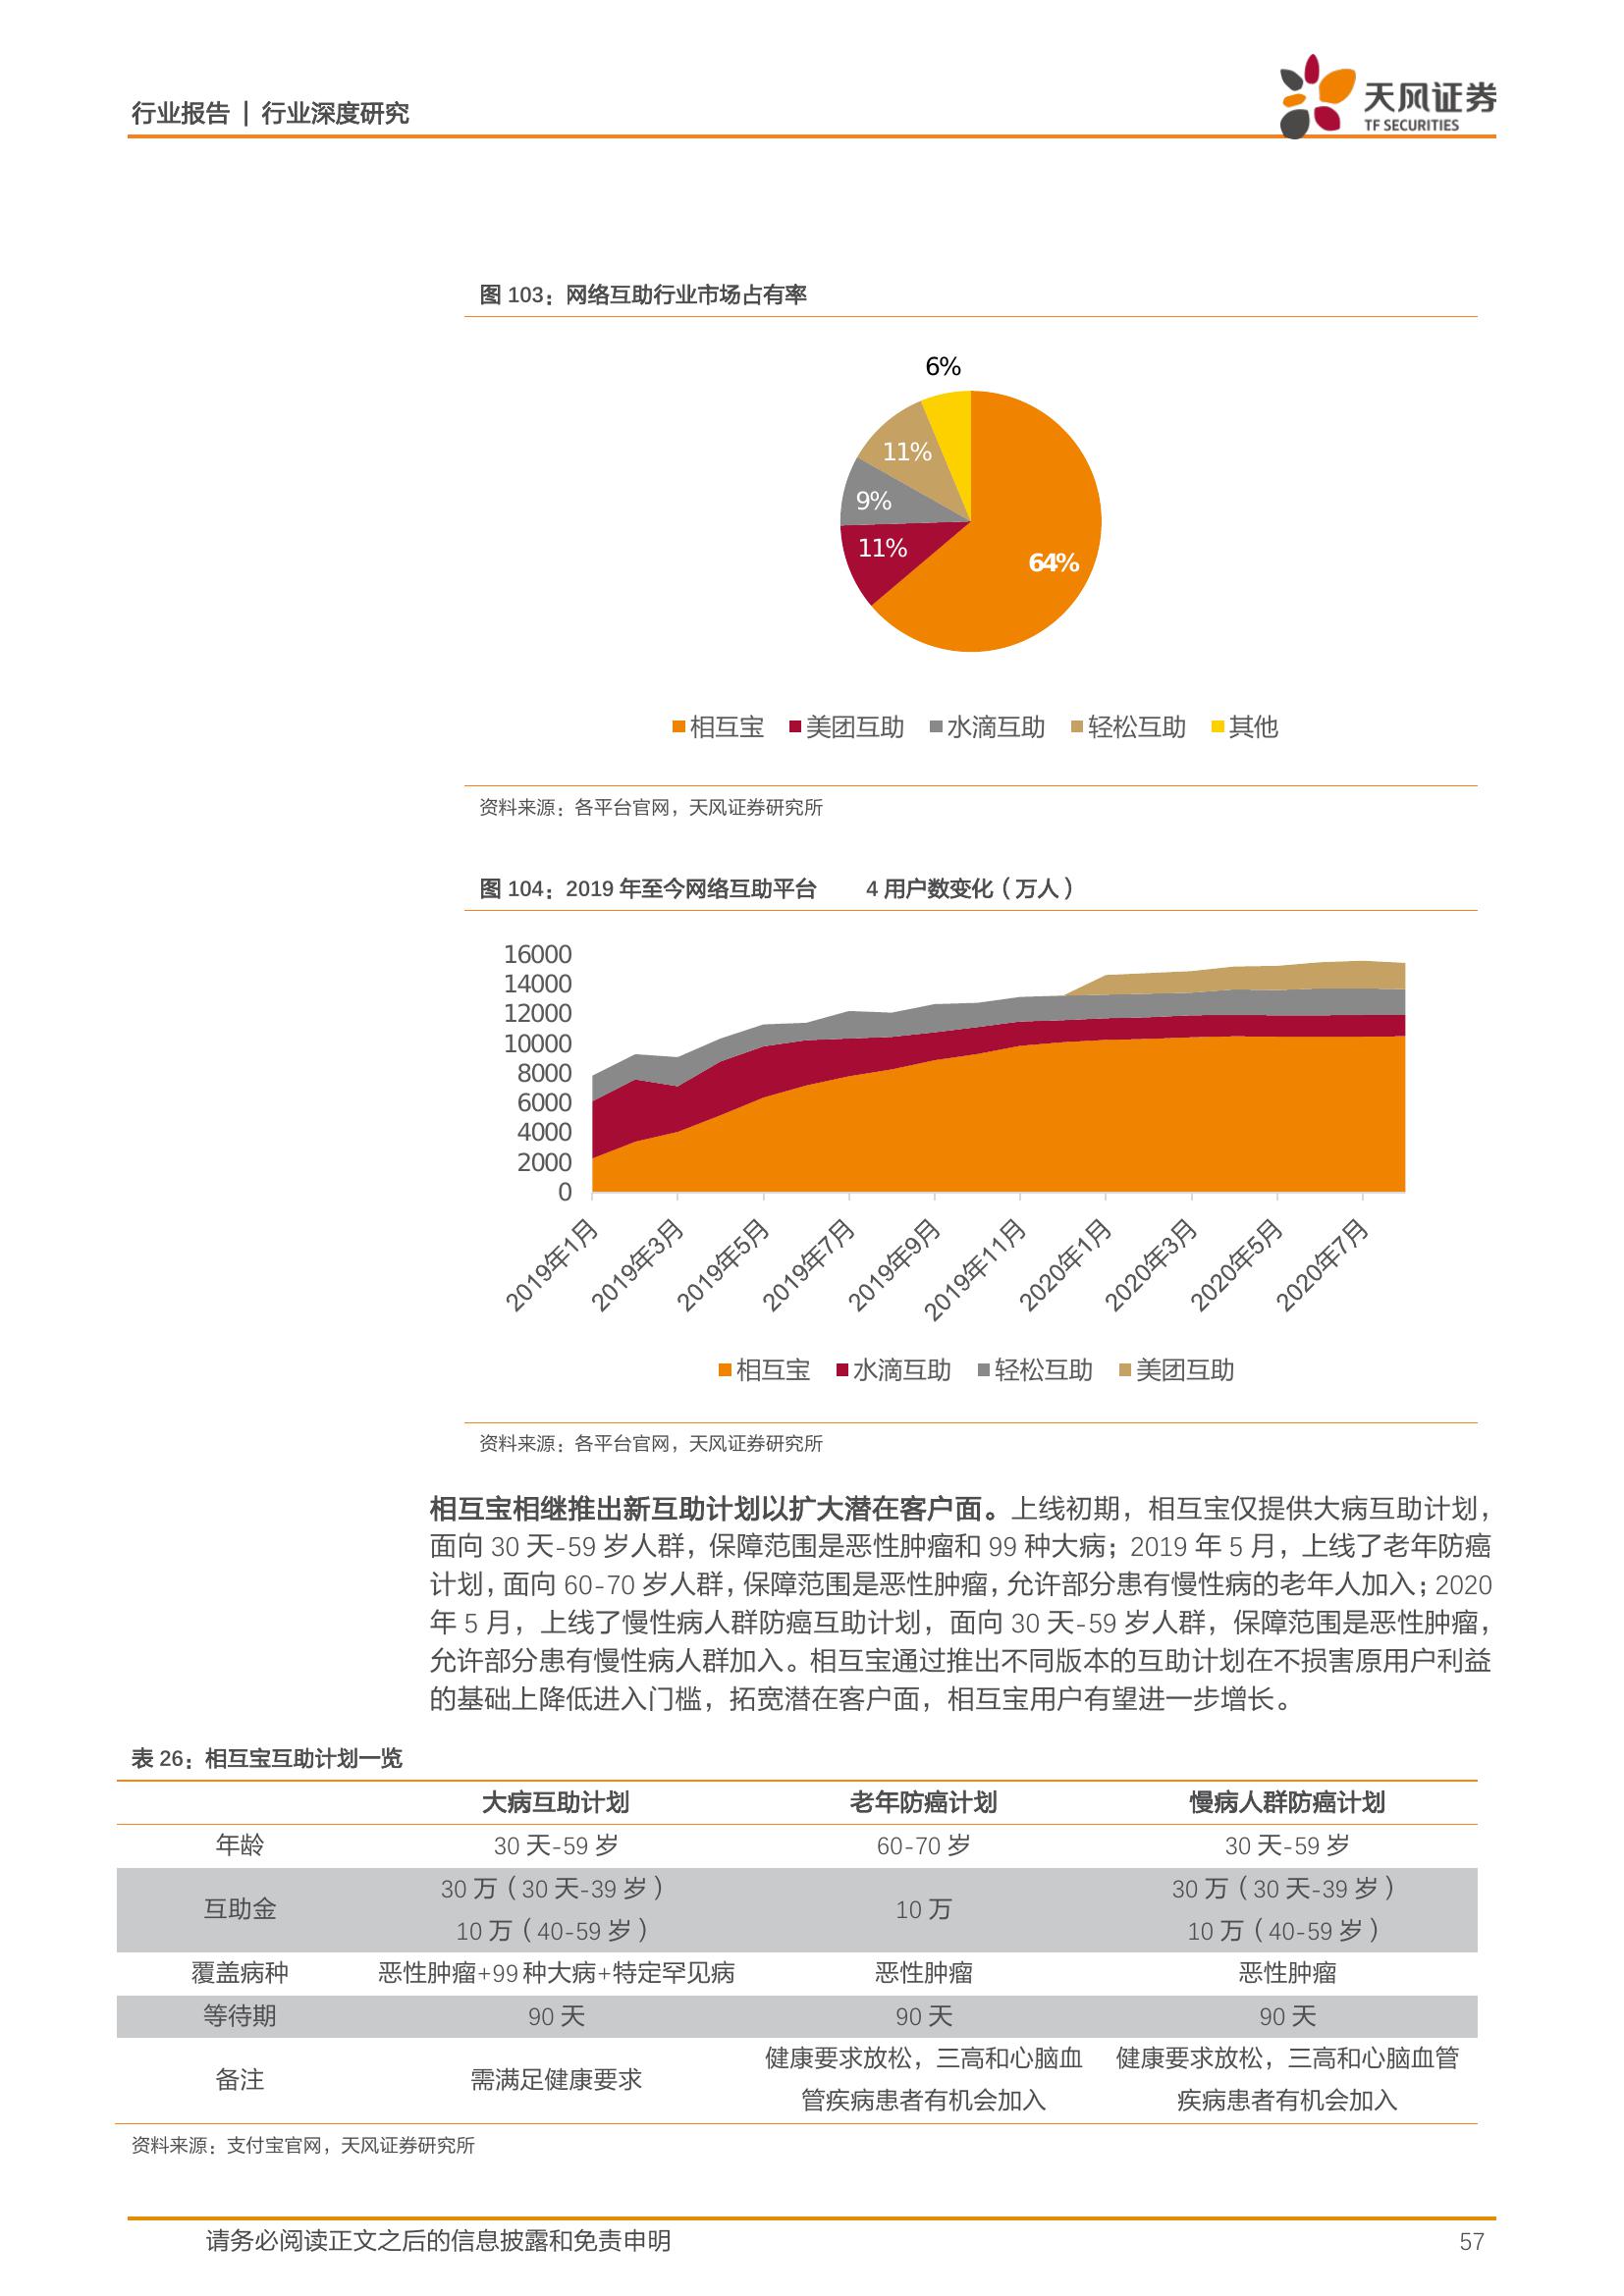 行业报告 | 行业深度研究
天风证券
TF SECURITIES
图 103：网络互助行业市场占有率
6%
11%
9%
11%
64%
相互宝 美团互助 水滴互助 轻松互助 其他
资料来源：各平台官网，天风证券研究所
图 104：2019 年至今网络互助平台 4 用户数变化（万人）
16000
14000
12000
10000
8000
6000
4000
2000
0
2019年1月 2019年3月 2019年5月 2019年7月 2019年9月 2019年11月 2020年1月 2020年3月 2020年5月 2020年7月
相互宝 水滴互助 轻松互助 美团互助
资料来源：各平台官网，天风证券研究所
相互宝相继推出新互助计划以扩大潜在客户面。上线初期，相互宝仅提供大病互助计划，
面向 30 天-59 岁人群，保障范围是恶性肿瘤和 99 种大病；2019 年 5 月，上线了老年防癌
计划，面向 60-70 岁人群，保障范围是恶性肿瘤，允许部分患有慢性病的老年人加入；2020
年 5 月，上线了慢性病人群防癌互助计划，面向 30 天-59 岁人群，保障范围是恶性肿瘤，
允许部分患有慢性病人群加入。相互宝通过推出不同版本的互助计划在不损害原用户利益
的基础上降低进入门槛，拓宽潜在客户面，相互宝用户有望进一步增长。
表 26：相互宝互助计划一览
大病互助计划 老年防癌计划 慢病人群防癌计划
年龄 30 天-59 岁 60-70 岁 30 天-59 岁
互助金 30 万（30 天-39 岁） 10 万 30 万（30 天-39 岁）
10 万（40-59 岁） 10 万（40-59 岁）
覆盖病种 恶性肿瘤+99 种大病+特定罕见病 恶性肿瘤 恶性肿瘤
等待期 90 天 90 天 90 天
备注 需满足健康要求 健康要求放松，三高和心脑血 健康要求放松，三高和心脑血管
管疾病患者有机会加入 疾病患者有机会加入
资料来源：支付宝官网，天风证券研究所
请务必阅读正文之后的信息披露和免责申明 57